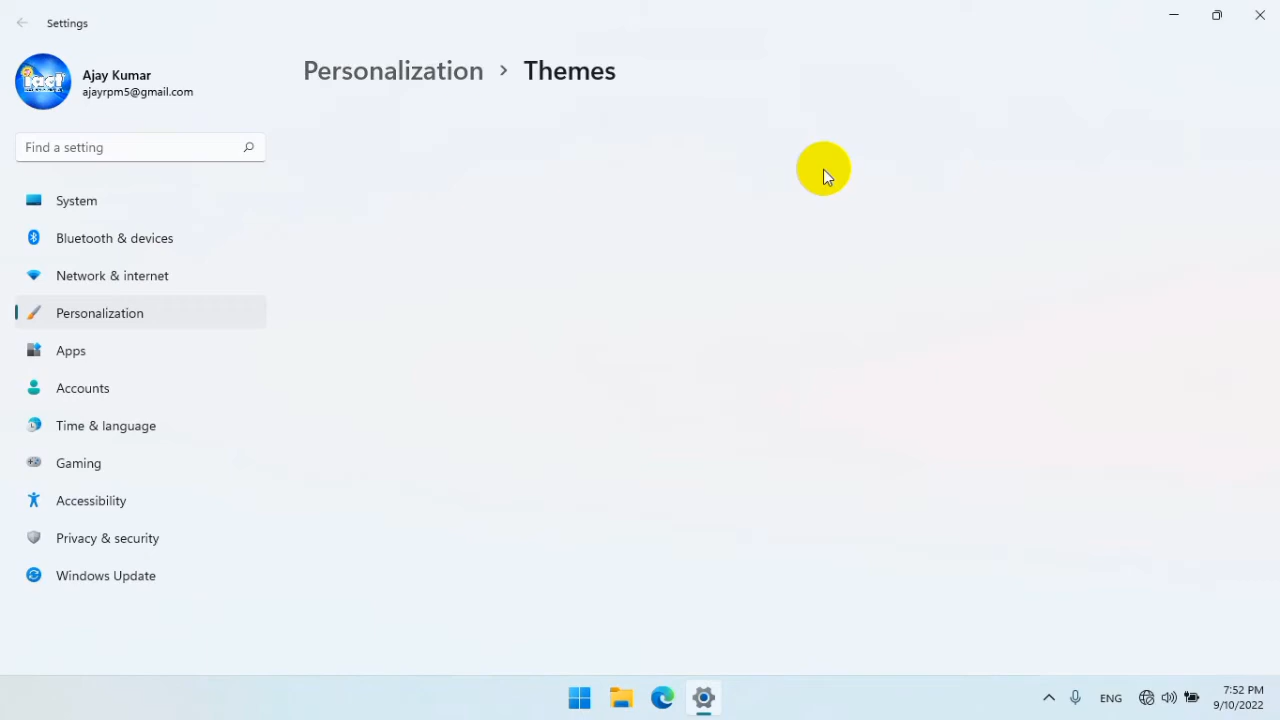 Settings
Ajay Kumar
ajayrpm5@gmail.com
Personalization > Themes
Find a setting
System
Bluetooth & devices
Network & internet
Personalization
Apps
Accounts
Time & language
Gaming
Accessibility
Privacy & security
Windows Update
ENG
7:52 PM
9/10/2022